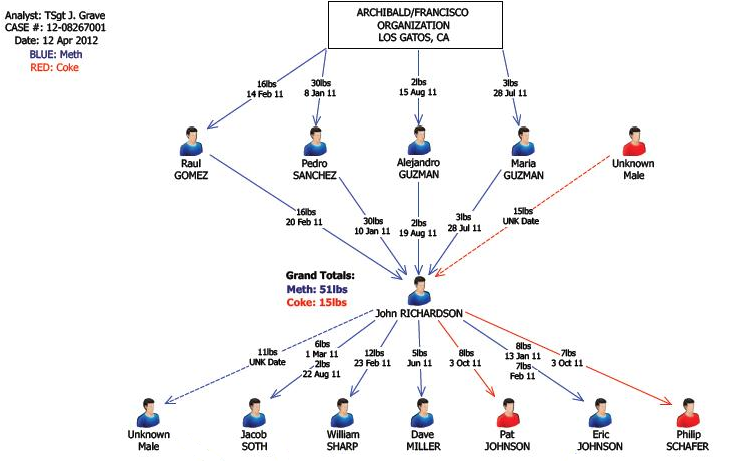 Analyst: TSgt J. Grave
CASE #: 12-08267001
Date: 12 Apr 2012
BLUE: Meth
RED: Coke
ARCHIBALD/FRANCISCO
ORGANIZATION
LOS GATOS, CA
16lbs
14 Feb 11
30lbs
8 Jan 11
2lbs
15 Aug 11
3lbs
28 Jul 11
Raul
GOMEZ
Pedro
SANCHEZ
Alejandro
GUZMAN
Maria
GUZMAN
Unknown
Male
16lbs
20 Feb 11
30lbs
10 Jan 11
2lbs
19 Aug 11
3lbs
28 Jul 11
15lbs
UNK Date
Grand Totals:
Meth: 51lbs
Coke: 15lbs
John RICHARDSON
11lbs
UNK Date
6lbs
1 Mar 11
2lbs
22 Aug 11
12lbs
23 Feb 11
5lbs
Jun 11
8lbs
3 Oct 11
8lbs
13 Jan 11
7lbs
Feb 11
7lbs
3 Oct 11
Unknown
Male
Jacob
SOTH
William
SHARP
Dave
MILLER
Pat
JOHNSON
Eric
JOHNSON
Philip
SCHAFER